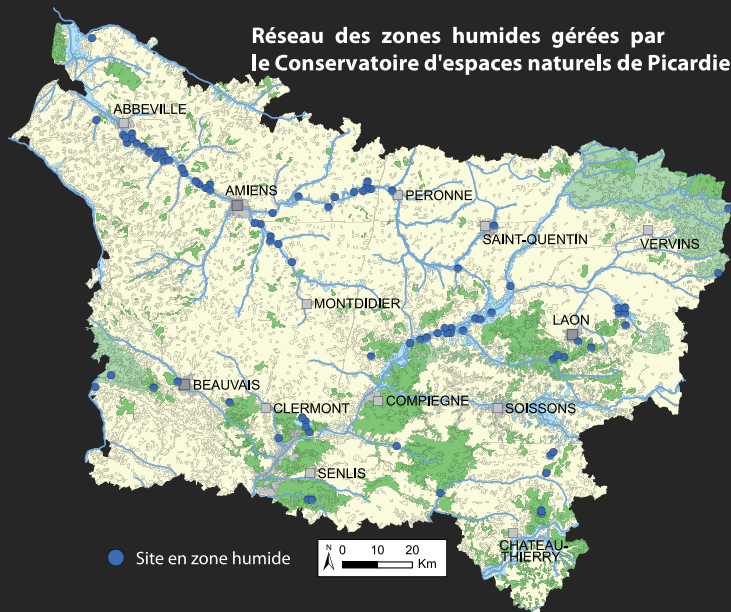 Réseau des zones humides gérées par
le Conservatoire d'espaces naturels de Picardie
ABBEVILLE
AMIENS
PERONNE
SAINT-QUENTIN
VERVINS
MONTDIDIER
LAON
BEAUVAIS
CLERMONT
COMPIEGNE
SOISSONS
SENLIS
CHATEAU-
THIERRY
Site en zone humide
N
0 10 20
Km